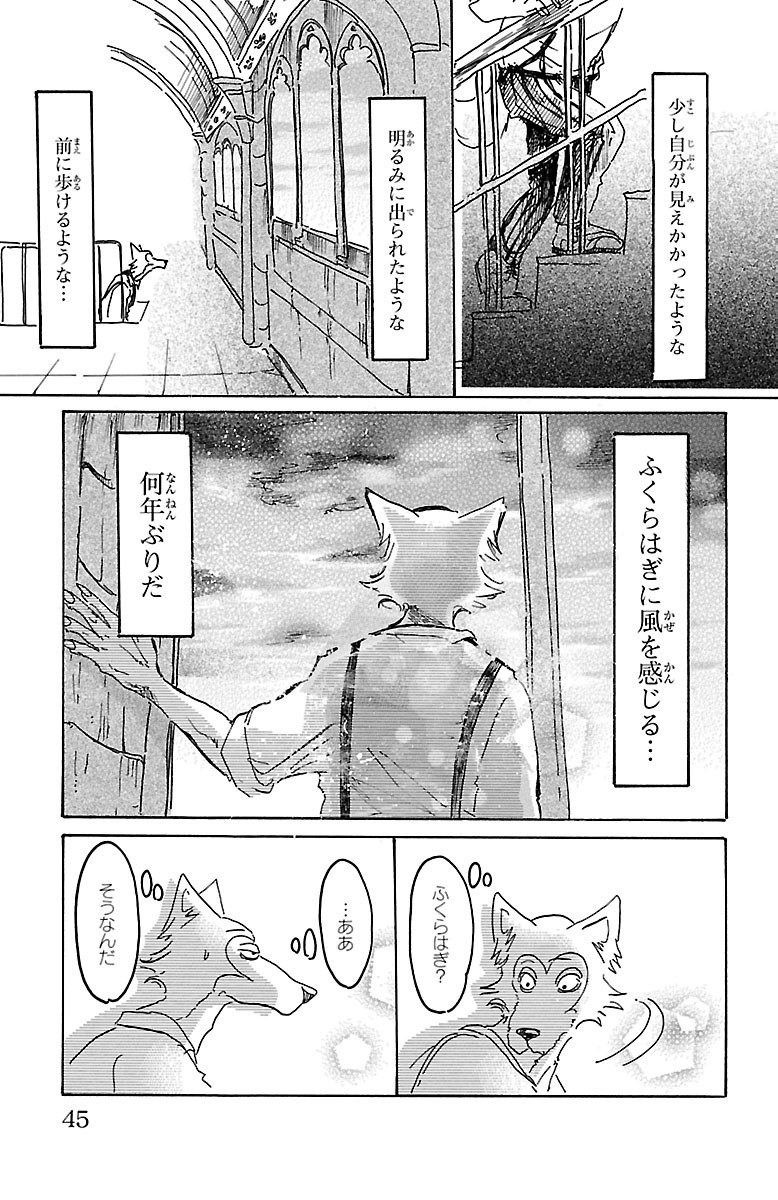 少し自分が見えかかったような
明るみに出られたような
前に歩けるような…
ふくらはぎに風を感じる…
何年ぶりだ
ふくらはぎ?
…ああ
そうなんだ
45